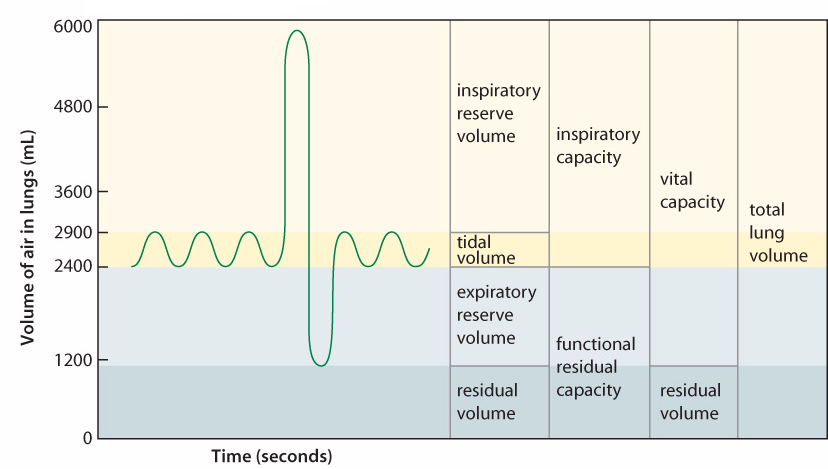 6000
4800
3600
2900
2400
1200
0
Volume of air in lungs (mL)
Time (seconds)
inspiratory
reserve
volume
tidal
volume
expiratory
reserve
volume
residual
volume
inspiratory
capacity
functional
residual
capacity
vital
capacity
residual
volume
total
lung
volume